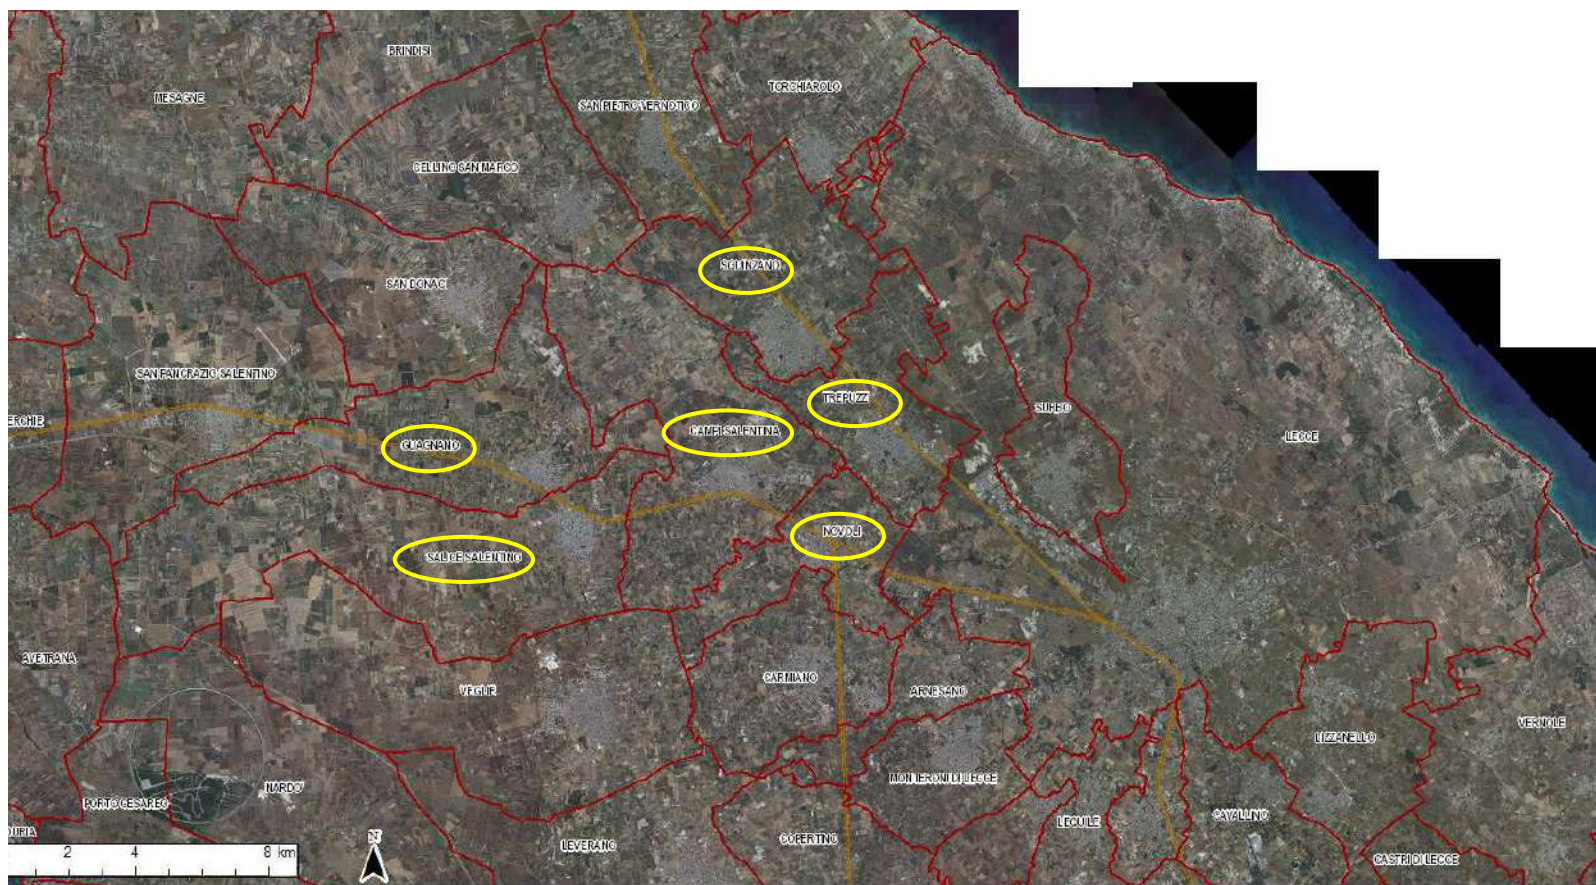 BRINDISI
MESAGNE
TORCHIAROLO
SAN PIETRO VERNOTICO
CELLINO SAN MARCO
SQUINZANO
SAN DONACI
SAN PANCRAZIO SALENTINO
TREPUZZI
SURBO
ERCHIE
CAMPI SALENTINA
LECCE
GUAGNANO
NOVOLI
SALICE SALENTINO
AVETRANA
CARMIANO
VEGLIE
ARNESANO
VERNOLE
LIZZANELLO
MONTERONI DI LECCE
NARDO'
PORTO CESAREO
CAVALLINO
LEQUILE
DURIA
N
COPERTINO
LEVERANO
2 4 8 km
CASTRI DI LECCE